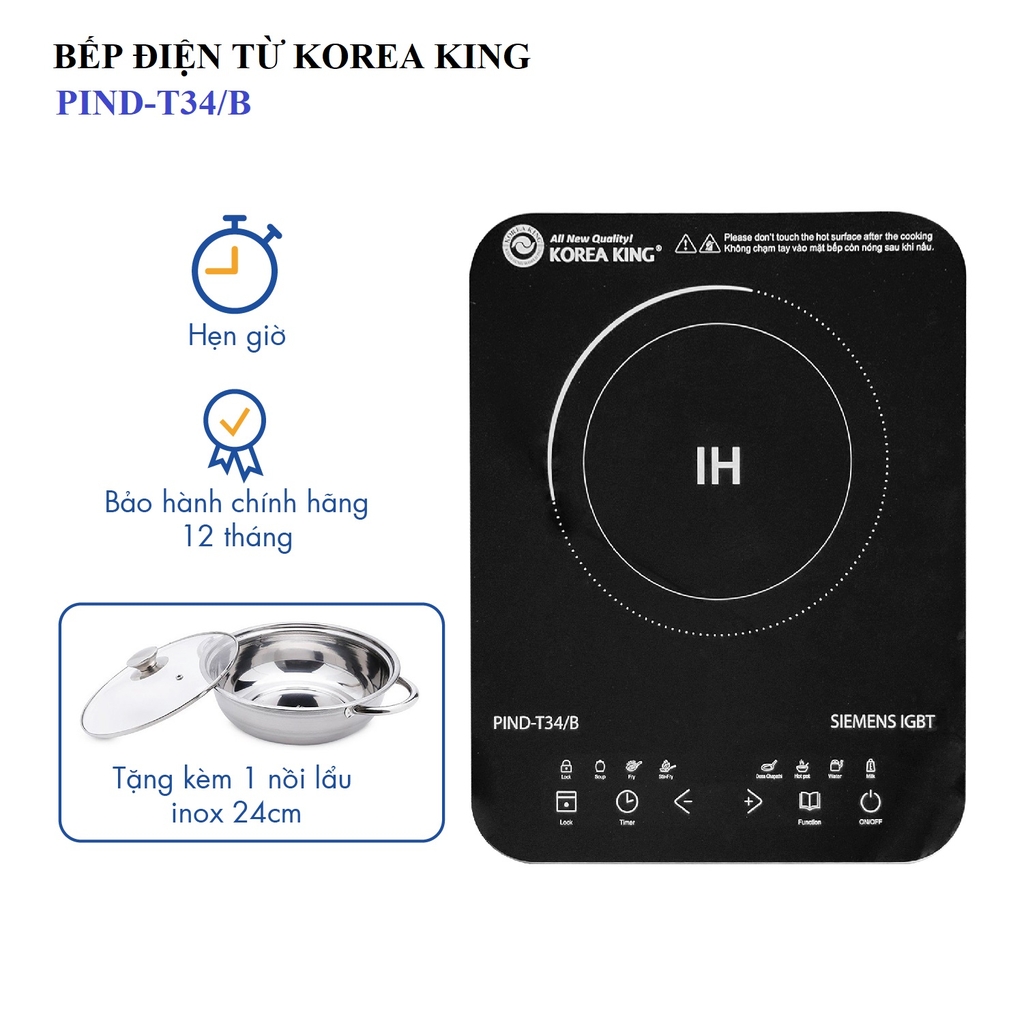 BẾP ĐIỆN TỪ KOREA KING
PIND-T34/B
Hẹn giờ
Bảo hành chính hãng
12 tháng
Tặng kèm 1 nồi lẩu
inox 24cm
KOREA KING
All New Quality!
KOREA KING®
Please don't touch the hot surface after the cooking
Không chạm tay vào mặt bếp còn nóng sau khi nấu.
IH
PIND-T34/B
SIEMENS IGBT
Lock Soup Fry Stir-Fry
Dosa Chapathi Hot pot Water Milk
Lock Timer Function ON/OFF